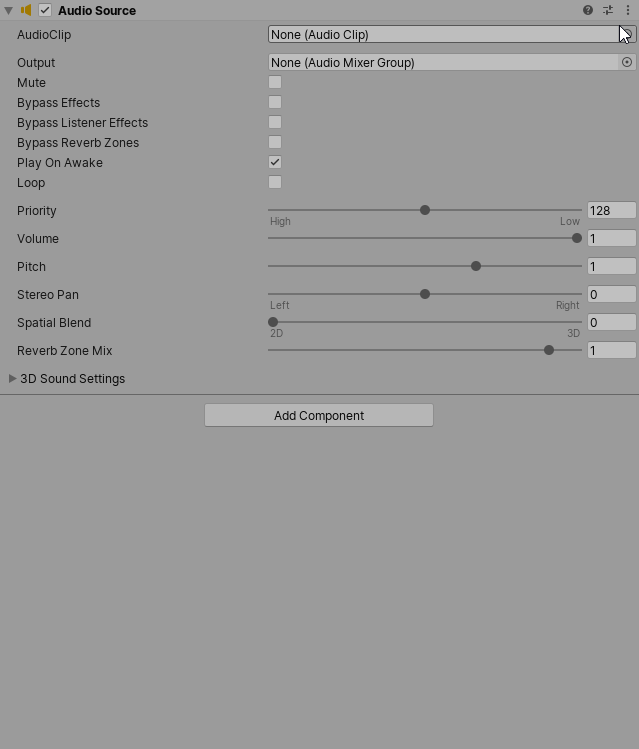 Audio Source
AudioClip None (Audio Clip)
Output None (Audio Mixer Group)
Mute
Bypass Effects
Bypass Listener Effects
Bypass Reverb Zones
Play On Awake
Loop
Priority 128
High Low
Volume 1
Pitch 1
Stereo Pan 0
Left Right
Spatial Blend 0
2D 3D
Reverb Zone Mix 1
3D Sound Settings
Add Component